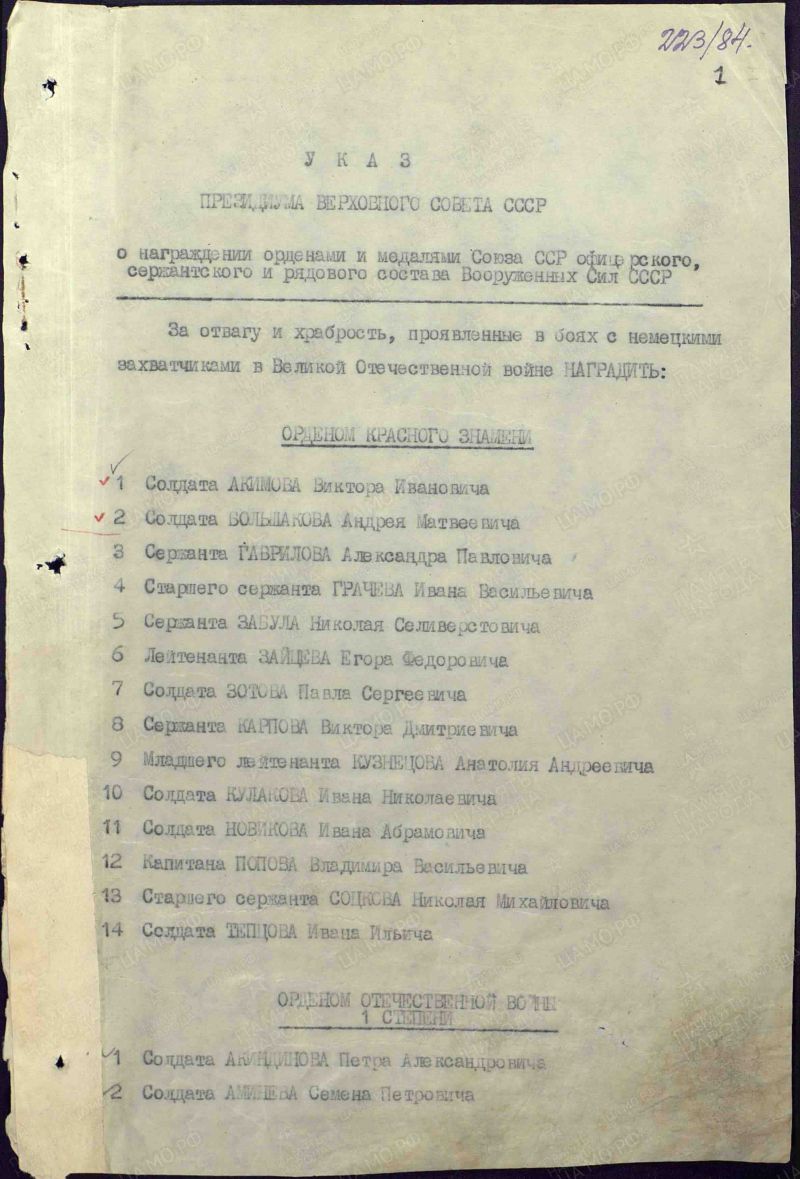 223/84.
1
У К А З
ПРЕЗИДИУМА ВЕРХОВНОГО СОВЕТА СССР
о награждении орденами и медалями Союза ССР офицерского,
сержантского и рядового состава Вооруженных Сил СССР
За отвагу и храбрость, проявленные в боях с немецкими
захватчиками в Великой Отечественной войне НАГРАДИТЬ:
ОРДЕНОМ КРАСНОГО ЗНАМЕНИ
1 Солдата АКИМОВА Виктора Ивановича
2 Солдата БОЛЬШАКОВА Андрея Матвеевича
3 Сержанта ГАВРИЛОВА Александра Павловича
4 Старшего сержанта ГРАЧЕВА Ивана Васильевича
5 Сержанта ЗАБУЛА Николая Селиверстовича
6 Лейтенанта ЗАЙЦЕВА Егора Федоровича
7 Солдата ЗОТОВА Павла Сергеевича
8 Сержанта КАРПОВА Виктора Дмитриевича
9 Младшего лейтенанта КУЗНЕЦОВА Анатолия Андреевича
10 Солдата КУЛАКОВА Ивана Николаевича
11 Солдата НОВИКОВА Ивана Абрамовича
12 Капитана ПОПОВА Владимира Васильевича
13 Старшего сержанта СОЦКОВА Николая Михайловича
14 Солдата ТЕПЦОВА Ивана Ильича
ОРДЕНОМ ОТЕЧЕСТВЕННОЙ ВОЙНЫ
1 СТЕПЕНИ
1 Солдата АКИНДИНОВА Петра Александровича
2 Солдата АМИНЕВА Семена Петровича